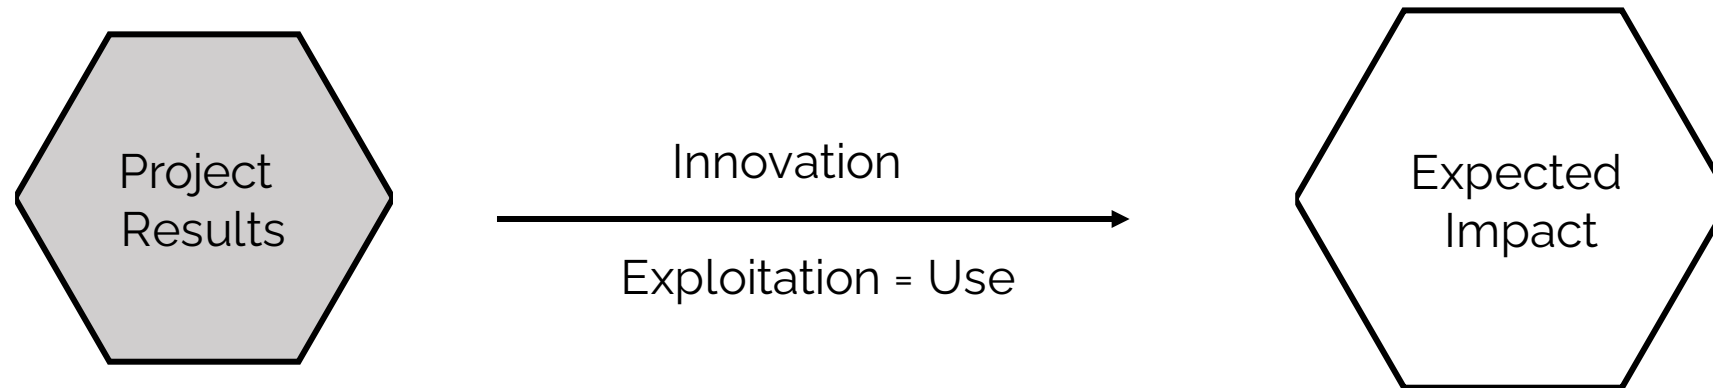 Project
Results
Innovation
Exploitation = Use
Expected
Impact